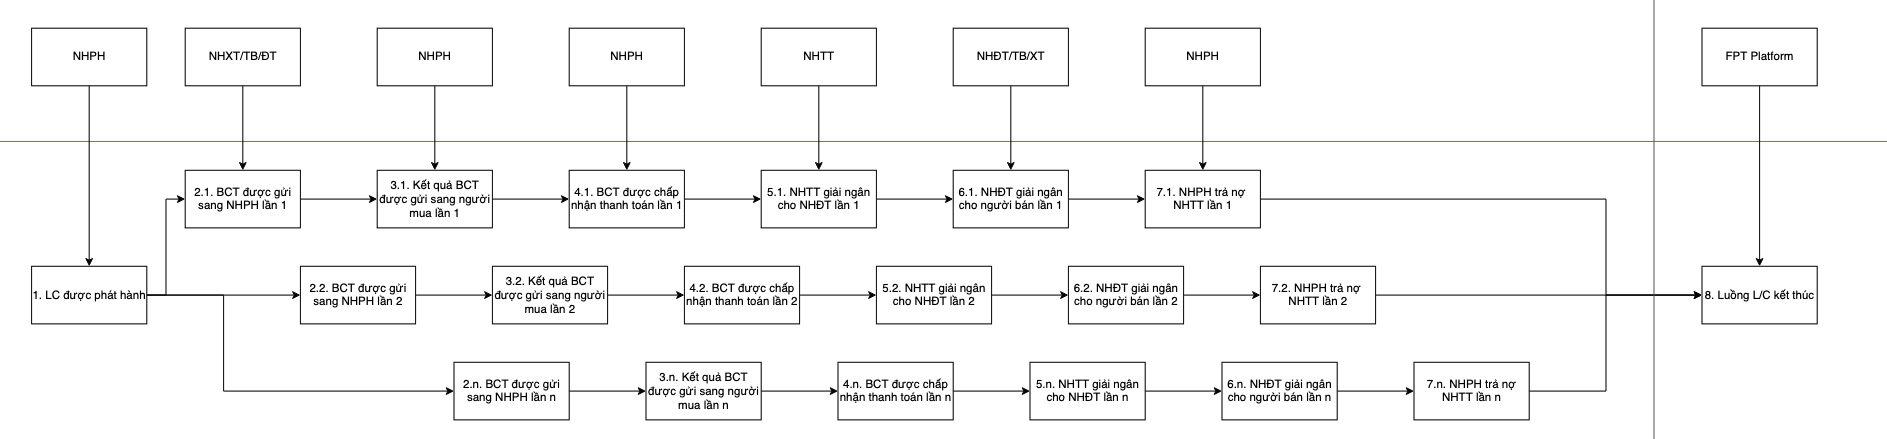 NHPH
NHXT/TB/ĐT
NHPH
NHPH
NHTT
NHĐT/TB/XT
NHPH
FPT Platform
2.1. BCT được gửi
sang NHPH lần 1
3.1. Kết quả BCT
được gửi sang người
mua lần 1
4.1. BCT được chấp
nhận thanh toán lần 1
5.1. NHTT giải ngân
cho NHĐT lần 1
6.1. NHĐT giải ngân
cho người bán lần 1
7.1. NHPH trả nợ
NHTT lần 1
1. LC được phát hành
2.2. BCT được gửi
sang NHPH lần 2
3.2. Kết quả BCT
được gửi sang người
mua lần 2
4.2. BCT được chấp
nhận thanh toán lần 2
5.2. NHTT giải ngân
cho NHĐT lần 2
6.2. NHĐT giải ngân
cho người bán lần 2
7.2. NHPH trả nợ
NHTT lần 2
8. Luồng L/C kết thúc
2.n. BCT được gửi
sang NHPH lần n
3.n. Kết quả BCT
được gửi sang người
mua lần n
4.n. BCT được chấp
nhận thanh toán lần n
5.n. NHTT giải ngân
cho NHĐT lần n
6.n. NHĐT giải ngân
cho người bán lần n
7.n. NHPH trả nợ
NHTT lần n